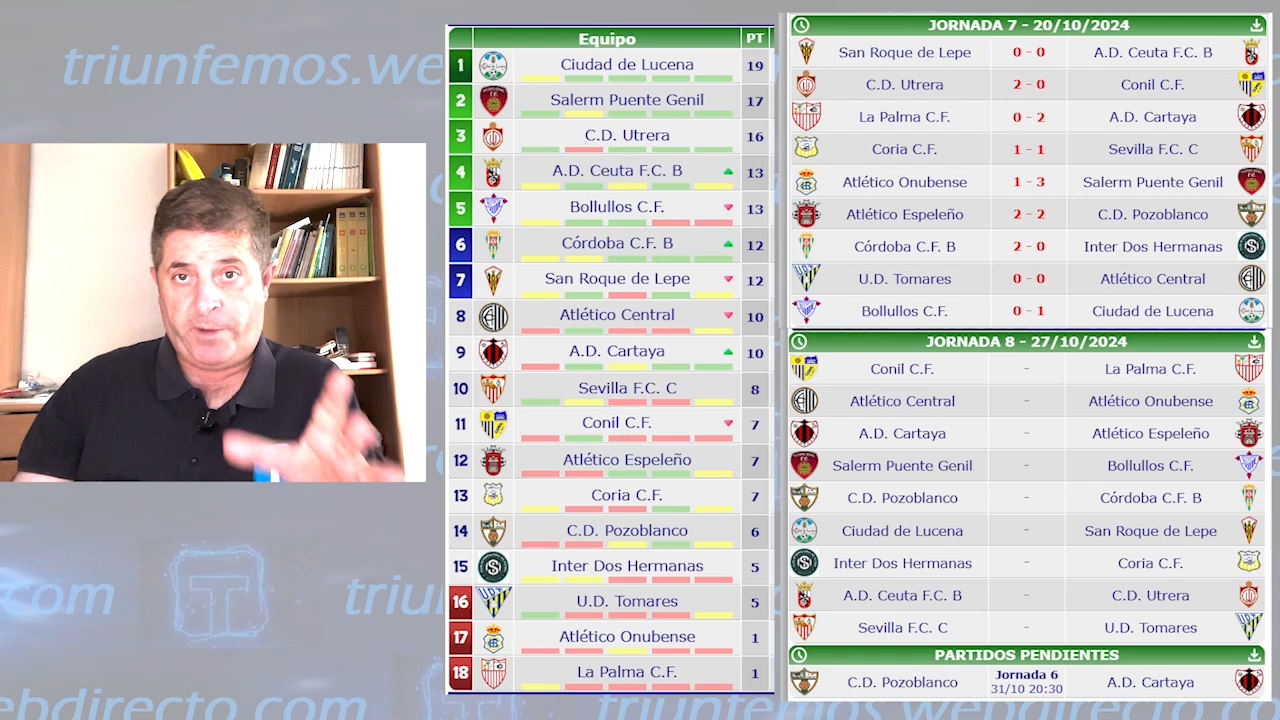 triunfemos.we
Equipo PT
1 Ciudad de Lucena 19
2 Salerm Puente Genil 17
3 C.D. Utrera 16
4 A.D. Ceuta F.C. B 13
5 Bollullos C.F. 13
6 Córdoba C.F. B 12
7 San Roque de Lepe 12
8 Atlético Central 10
9 A.D. Cartaya 10
10 Sevilla F.C. C 8
11 Conil C.F. 7
12 Atlético Espeleño 7
13 Coria C.F. 7
14 C.D. Pozoblanco 6
15 Inter Dos Hermanas 5
16 U.D. Tomares 5
17 Atlético Onubense 1
18 La Palma C.F. 1
JORNADA 7 - 20/10/2024
San Roque de Lepe 0 - 0 A.D. Ceuta F.C. B
C.D. Utrera 2 - 0 Conil C.F.
La Palma C.F. 0 - 2 A.D. Cartaya
Coria C.F. 1 - 1 Sevilla F.C. C
Atlético Onubense 1 - 3 Salerm Puente Genil
Atlético Espeleño 2 - 2 C.D. Pozoblanco
Córdoba C.F. B 2 - 0 Inter Dos Hermanas
U.D. Tomares 0 - 0 Atlético Central
Bollullos C.F. 0 - 1 Ciudad de Lucena
JORNADA 8 - 27/10/2024
Conil C.F. - La Palma C.F.
Atlético Central - Atlético Onubense
A.D. Cartaya - Atlético Espeleño
Salerm Puente Genil - Bollullos C.F.
C.D. Pozoblanco - Córdoba C.F. B
Ciudad de Lucena - San Roque de Lepe
Inter Dos Hermanas - Coria C.F.
A.D. Ceuta F.C. B - C.D. Utrera
Sevilla F.C. C - U.D. Tomares
PARTIDOS PENDIENTES
C.D. Pozoblanco Jornada 6 A.D. Cartaya
31/10 20:30
.com
triu
ebdirecto.com
triunfemos.webdirecto.co